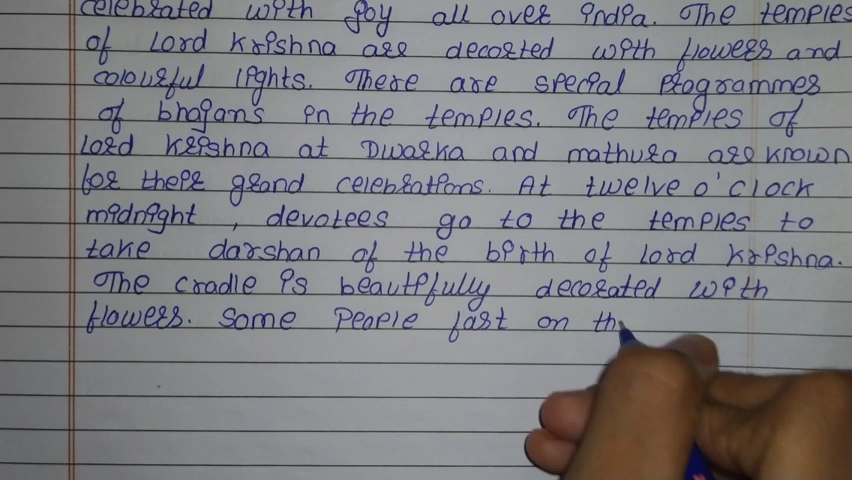 celebrated with joy all over india. The temples
of Lord Krishna are decorted with flowers and
colourful lights. There are special programmes
of bhajans in the temples. The temples of
Lord Krishna at Dwarka and mathura are known
for their grand celebrations. At twelve o'clock
midnight, devotees go to the temples to
take darshan of the birth of Lord Krishna.
The cradle is beautifully decorated with
flowers. Some People fast on th